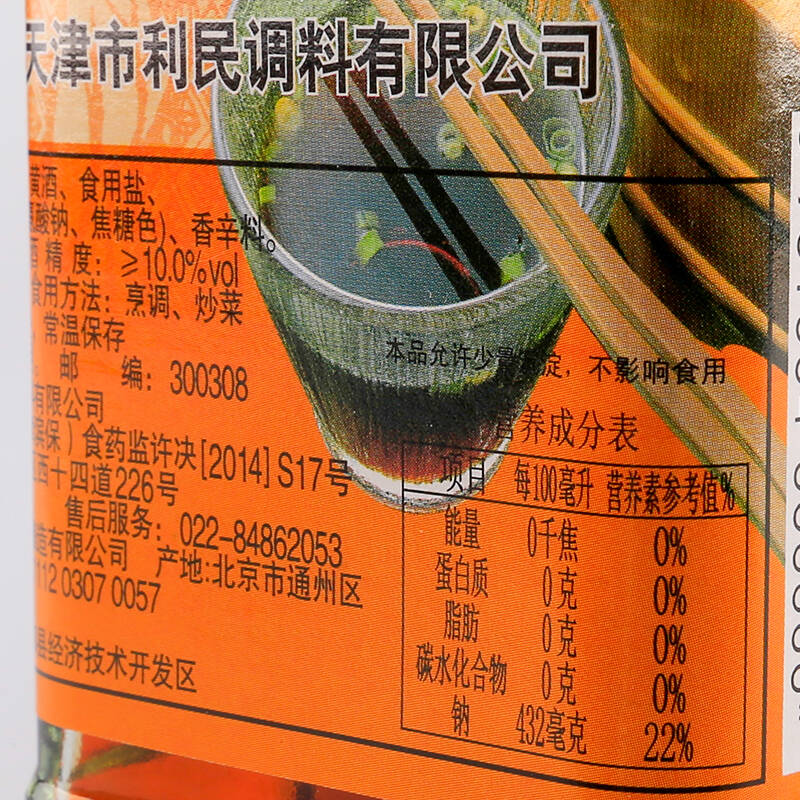 天津市利民调料有限公司
黄酒、食用盐、
酸钠、焦糖色)、香辛料。
酒精度：≥10.0%vol
食用方法：烹调、炒菜
，常温保存
邮 编：300308
有限公司
滨保）食药监许决[2014]S17号
西十四道226号
售后服务：022-84862053
造有限公司 产地:北京市通州区
112 0307 0057
县经济技术开发区
本品允许少量沉淀，不影响食用
营养成分表
项目 每100毫升 营养素参考值%
能量 0千焦 0%
蛋白质 0克 0%
脂肪 0克 0%
碳水化合物 0克 0%
钠 432毫克 22%